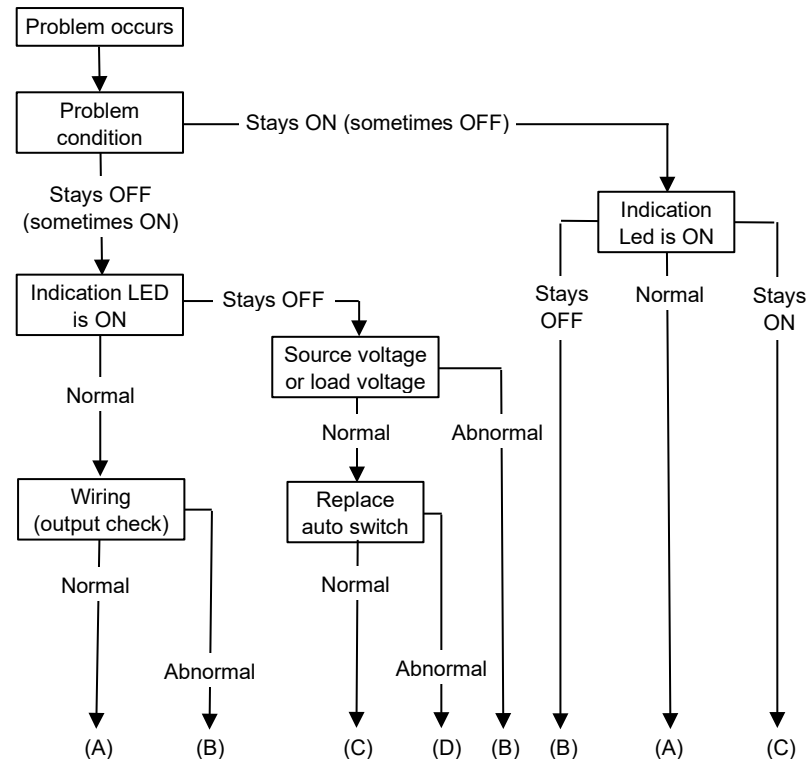 Problem occurs
Problem
condition
Stays ON (sometimes OFF)
Stays OFF
(sometimes ON)
Indication
Led is ON
Indication LED
is ON
Stays OFF
Stays
OFF
Normal
Stays
ON
Source voltage
or load voltage
Normal
Normal
Abnormal
Wiring
(output check)
Replace
auto switch
Normal
Normal
Abnormal
Abnormal
(A)
(B)
(C)
(D)
(B)
(B)
(A)
(C)